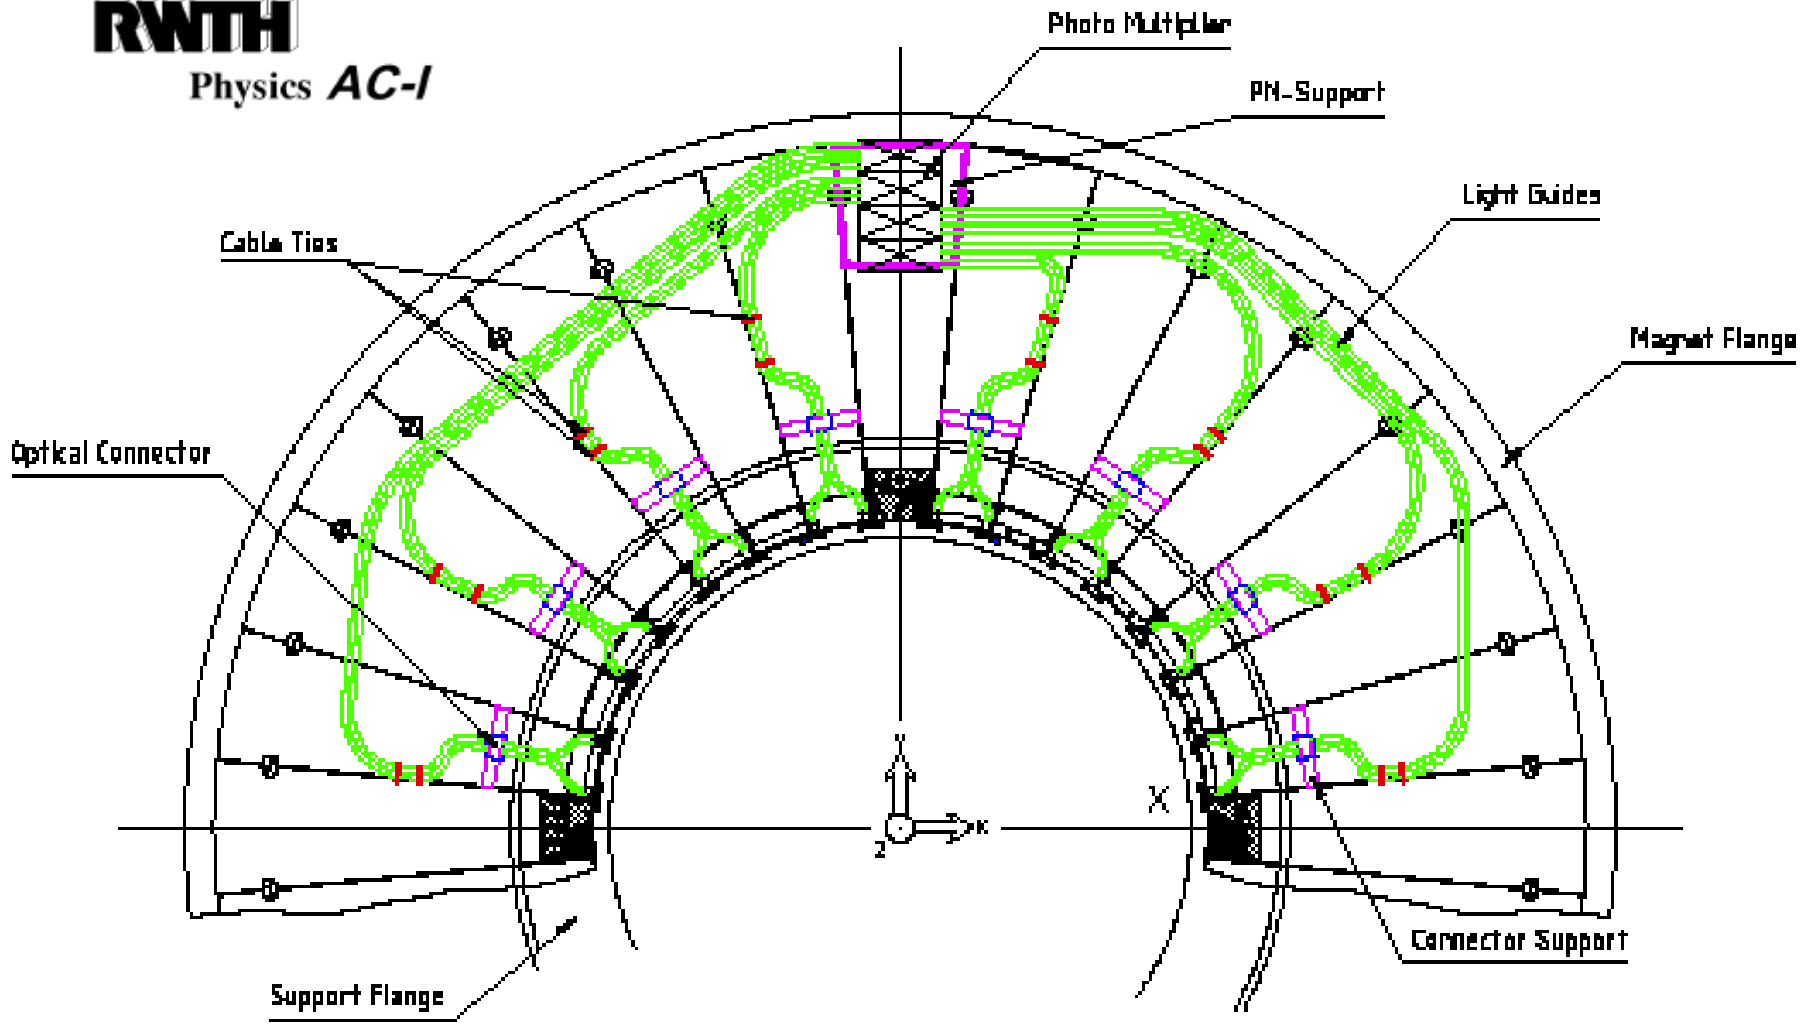 RWTH
Physics AC-I
Photo Multiplier
PM-Support
Light Guides
Cable Ties
Magnet Flange
Optical Connector
Y
X
X
Z
Connector Support
Support Flange